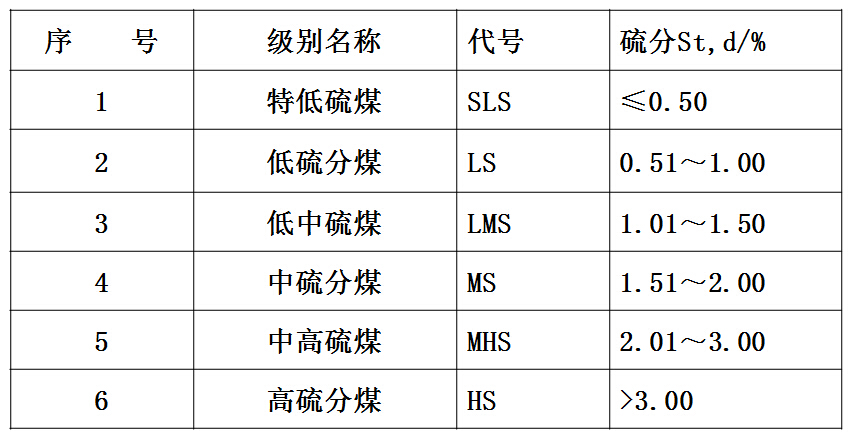 序 号 级别名称 代号 硫分St,d/%
1 特低硫煤 SLS ≤0.50
2 低硫分煤 LS 0.51～1.00
3 低中硫煤 LMS 1.01～1.50
4 中硫分煤 MS 1.51～2.00
5 中高硫煤 MHS 2.01～3.00
6 高硫分煤 HS >3.00